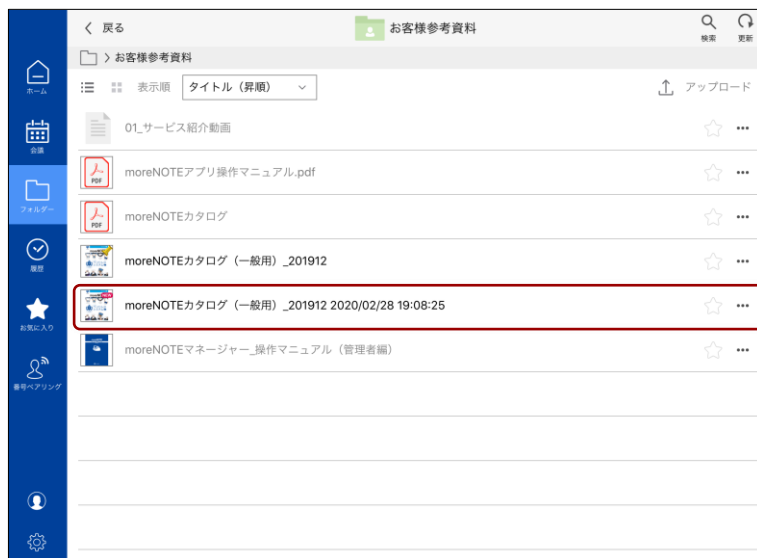 戻る
お客様参考資料
検索
更新
お客様参考資料
ホーム
表示順
タイトル（昇順）
アップロード
01_サービス紹介動画
会議
moreNOTEアプリ操作マニュアル.pdf
PDF
フォルダー
moreNOTEカタログ
PDF
moreNOTEカタログ（一般用）_201912
履歴
moreNOTEカタログ（一般用）_201912 2020/02/28 19:08:25
NEW
お気に入り
moreNOTEマネージャー_操作マニュアル（管理者編）
番号ペアリング